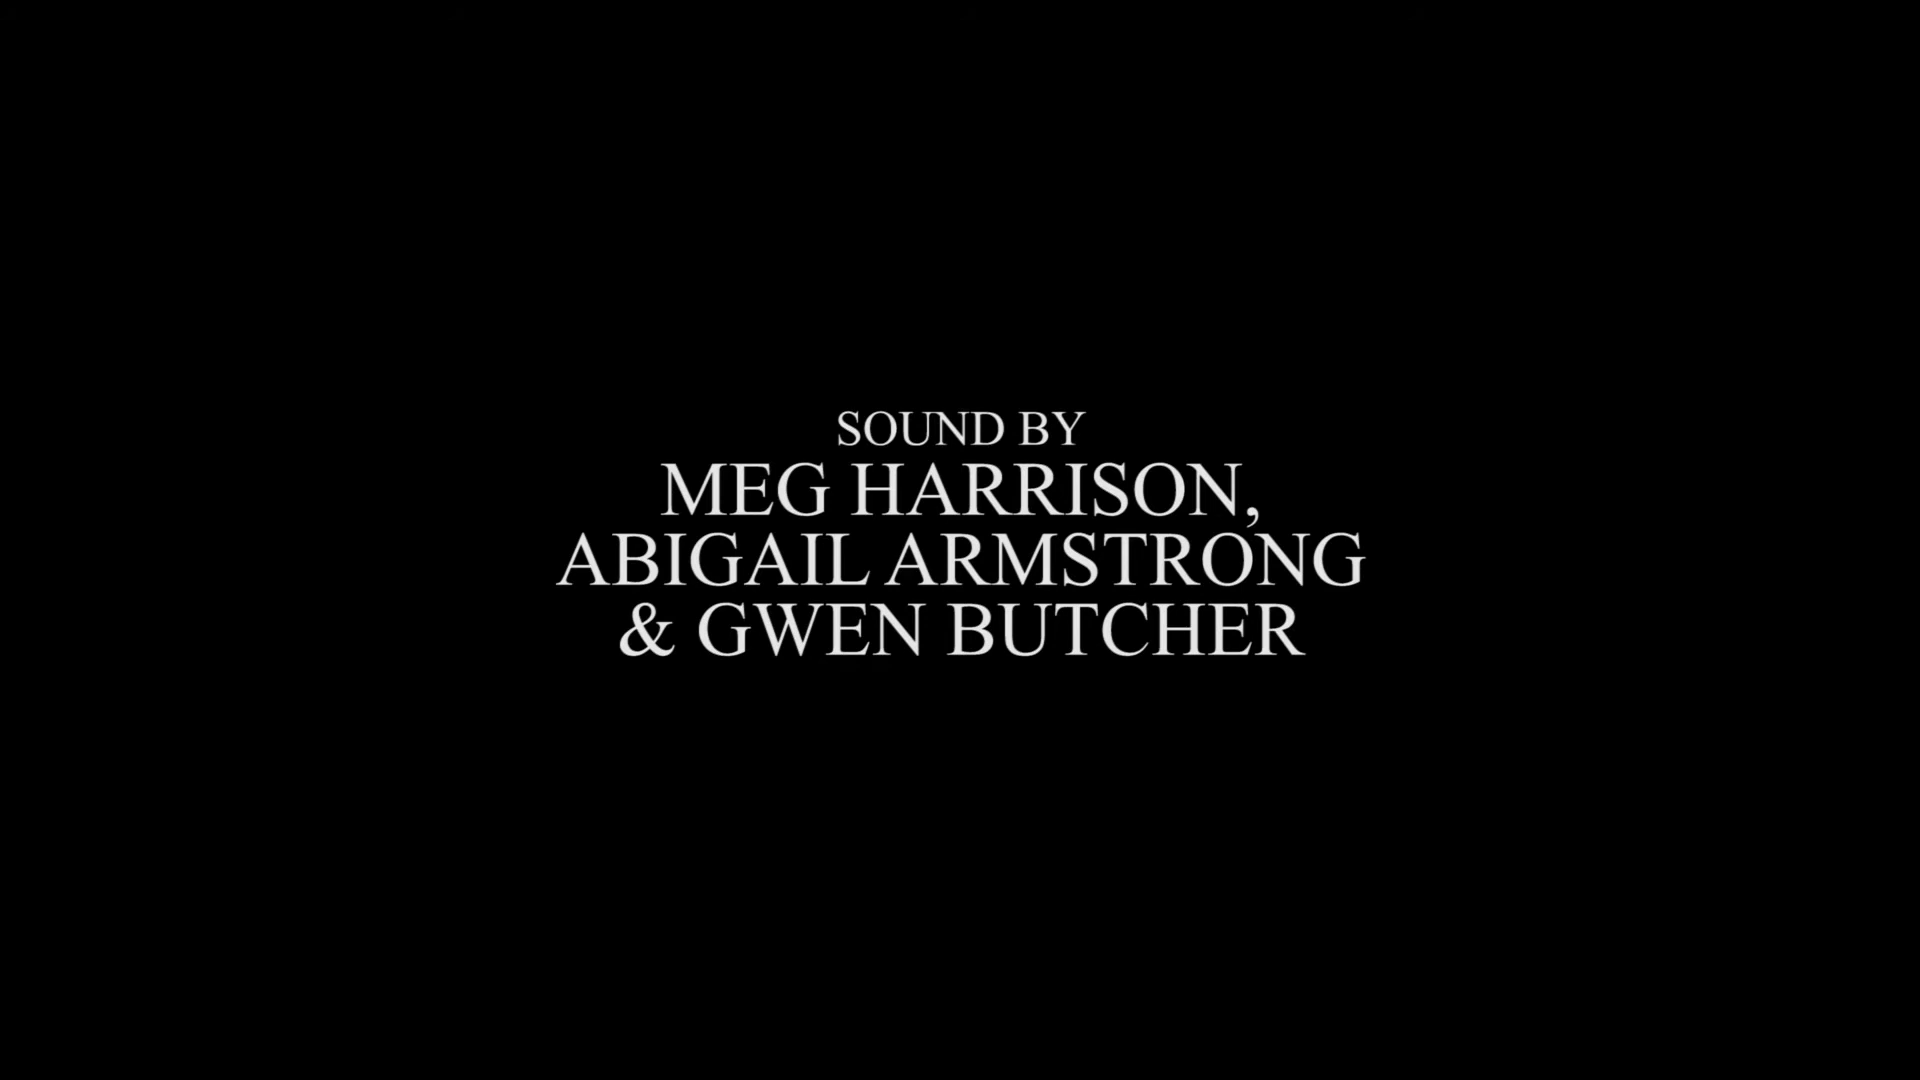 SOUND BY
MEG HARRISON,
ABIGAIL ARMSTRONG
& GWEN BUTCHER